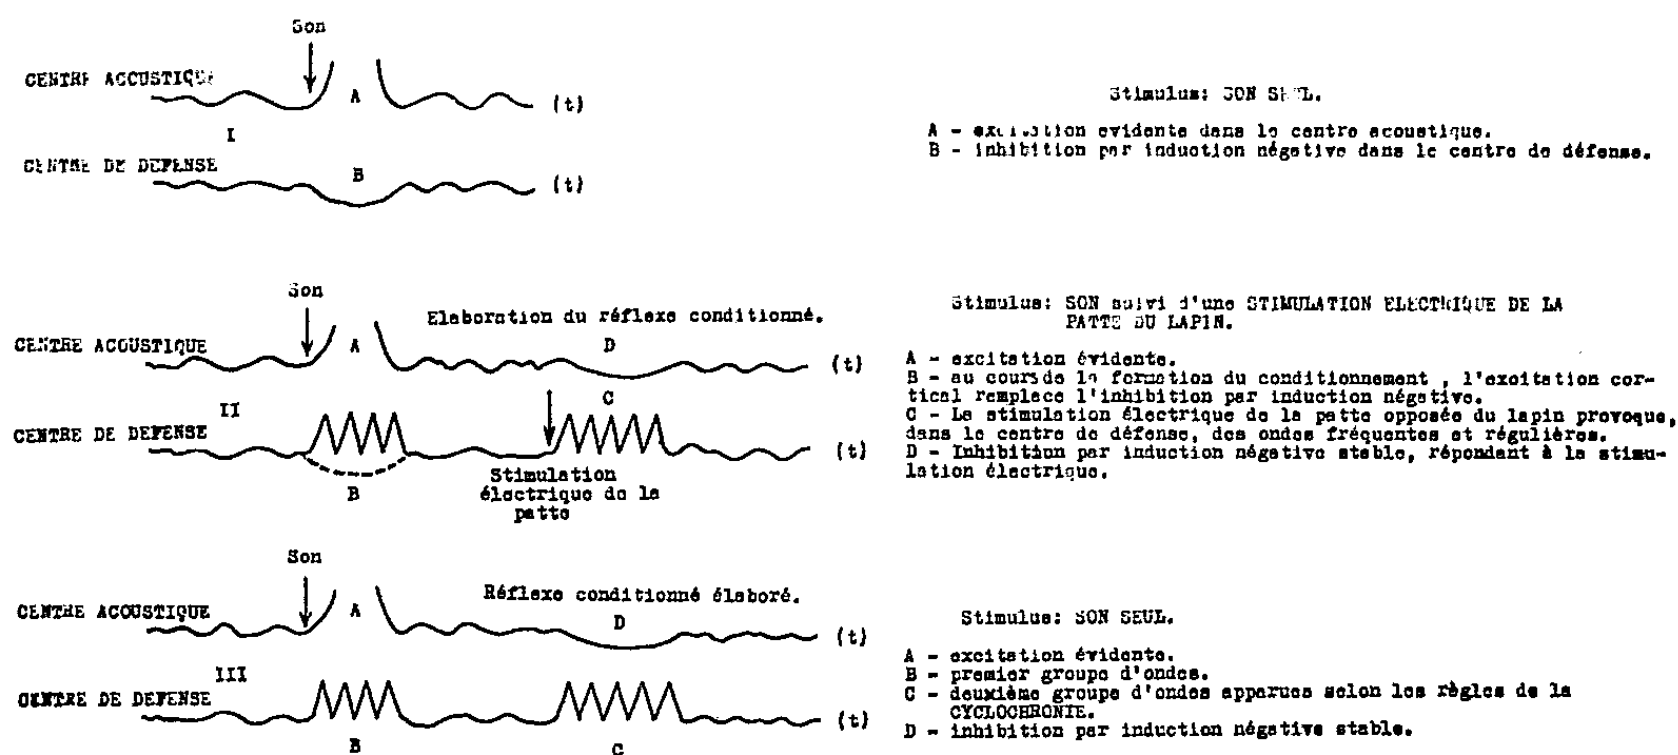 Son
CENTRE ACCUSTIQUE
A
(t)
I
CENTRE DE DEFENSE
B
(t)
Stimulus: SON SEUL.
A - excitation evidente dans le centre acoustique.
B - inhibition par induction négative dans le centre de défense.
Son
Elaboration du réflexe conditionné.
CENTRE ACOUSTIQUE
A
D
(t)
II
C
CENTRE DE DEFENSE
(t)
B
Stimulation
électrique de la
patte
Stimulus: SON suivi d'une STIMULATION ELECTRIQUE DE LA
PATTE DU LAPIN.
A - excitation évidente.
B - au cours de la formation du conditionnement , l'exoitation cor-
tical remplace l'inhibition par induction négative.
C - La stimulation électrique de la patte opposée du lapin provoque,
dans le centre de défense, des ondes fréquentes et régulières.
D - Inhibition par induction négative stable, répondant à la stimu-
lation électrique.
Son
Réflexe conditionné élaboré.
CENTRE ACOUSTIQUE
A
D
(t)
III
CENTRE DE DEFENSE
(t)
B
C
Stimulus: SON SEUL.
A - excitation évidente.
B - premier groupe d'ondes.
C - deuxième groupe d'ondes apparues selon les règles de la
CYCLOCHRONIE.
D - inhibition par induction négative stable.